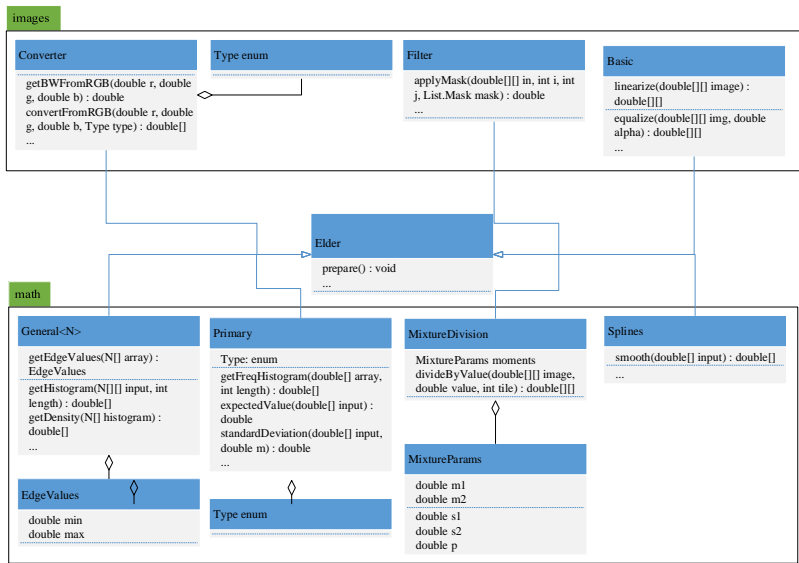 images
Converter
getBWFromRGB(double r, double
g, double b) : double
convertFromRGB(double r, double
g, double b, Type type) : double[]
...
Type enum
Filter
applyMask(double[][] in, int i, int
j, List.Mask mask) : double
...
Basic
linearize(double[][] image) :
double[][]
equalize(double[][] img, double
alpha) : double[][]
...
Elder
prepare() : void
...
math
General<N>
getEdgeValues(N[] array) :
EdgeValues
getHistogram(N[][] input, int
length) : double[]
getDensity(N[] histogram) :
double[]
...
EdgeValues
double min
double max
Primary
Type: enum
getFreqHistogram(double[] array,
int length) : double[]
expectedValue(double[] input) :
double
standardDeviation(double[] input,
double m) : double
...
Type enum
MixtureDivision
MixtureParams moments
divideByValue(double[][] image,
double value, int tile) : double[][]
MixtureParams
double m1
double m2
double s1
double s2
double p
Splines
smooth(double[] input) : double[]
...